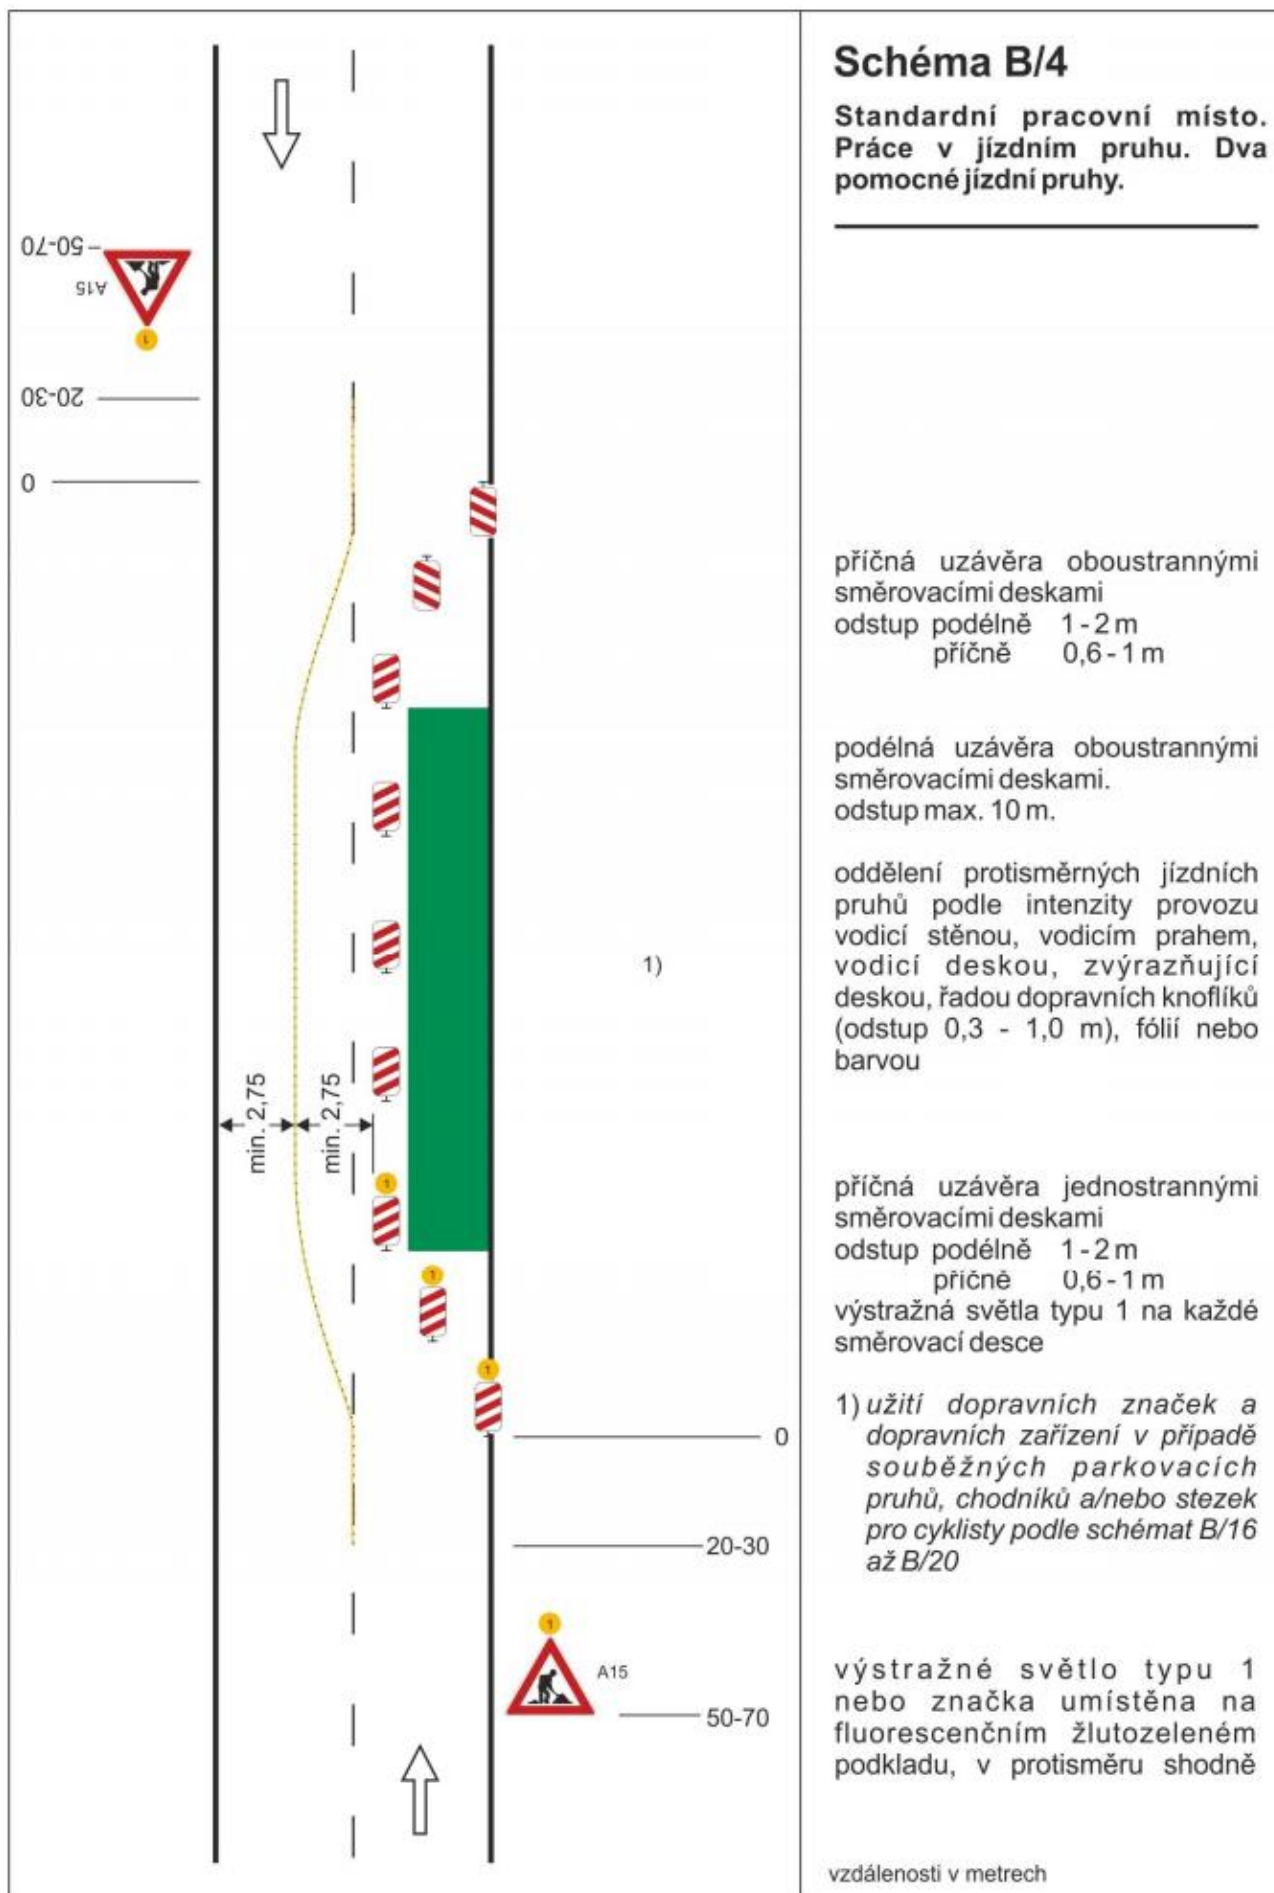 Schéma B/4
Standardní pracovní místo.
Práce v jízdním pruhu. Dva
pomocné jízdní pruhy.
50-70
A15
1
20-30
0
příčná uzávěra oboustrannými
směrovacími deskami
odstup podélně 1 - 2 m
příčně 0,6 - 1 m
podélná uzávěra oboustrannými
směrovacími deskami.
odstup max. 10 m.
oddělení protisměrných jízdních
pruhů podle intenzity provozu
vodicí stěnou, vodicím prahem,
vodicí deskou, zvýrazňující
deskou, řadou dopravních knoflíků
(odstup 0,3 - 1,0 m), fólií nebo
barvou
1)
min. 2,75
min. 2,75
1
1
1
příčná uzávěra jednostrannými
směrovacími deskami
odstup podélně 1 - 2 m
příčně 0,6 - 1 m
výstražná světla typu 1 na každé
směrovací desce
1) užití dopravních značek a
dopravních zařízení v případě
souběžných parkovacích
pruhů, chodníků a/nebo stezek
pro cyklisty podle schémat B/16
až B/20
0
20-30
1
A15
50-70
výstražné světlo typu 1
nebo značka umístěna na
fluorescenčním žlutozeleném
podkladu, v protisměru shodně
vzdálenosti v metrech